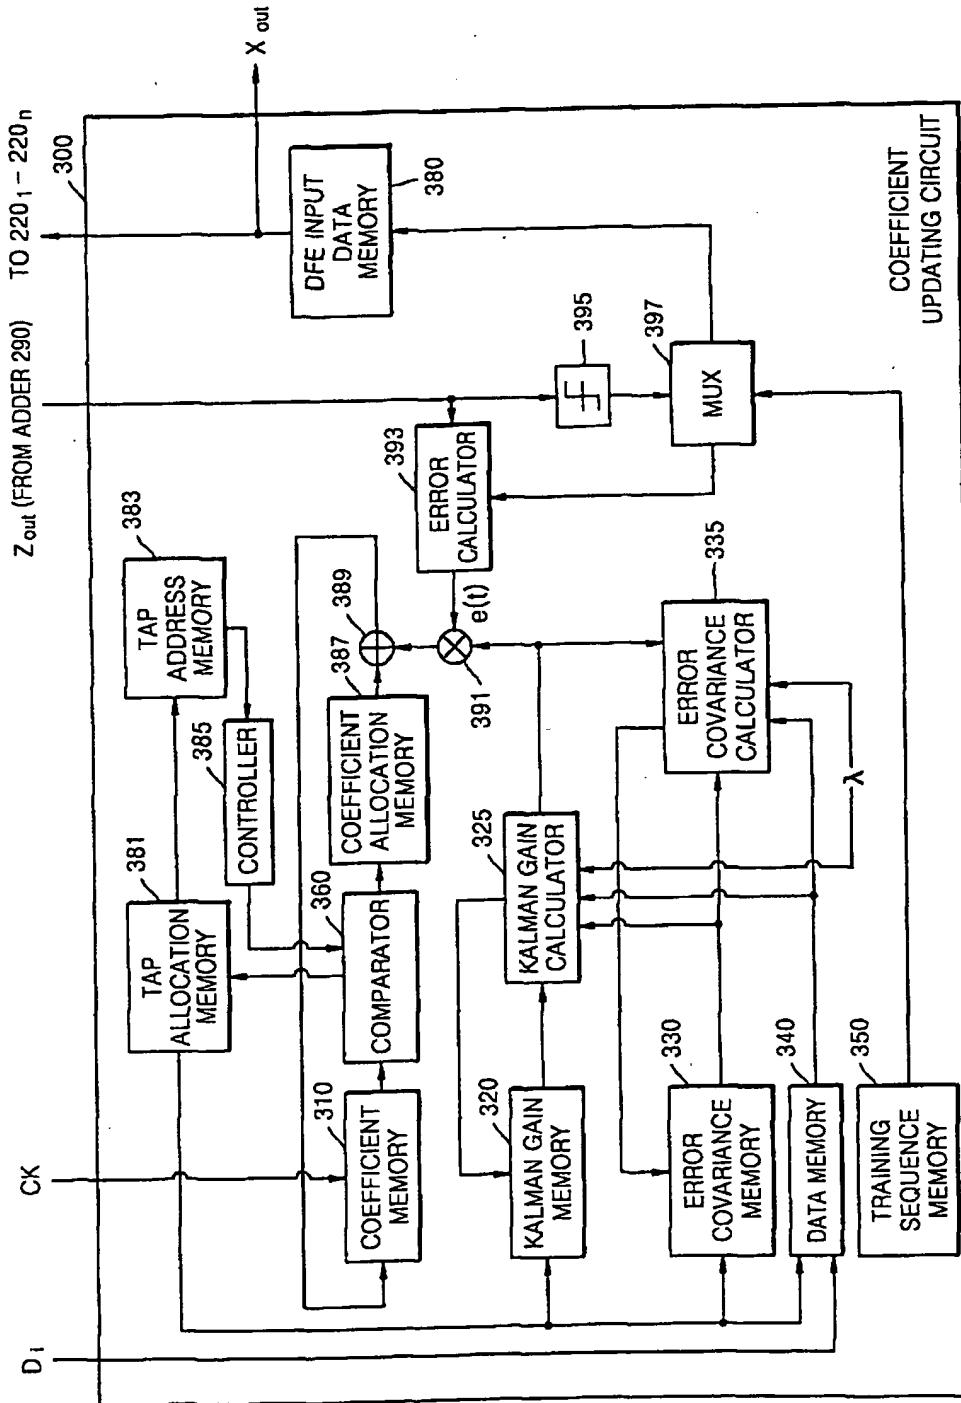 D₁
CK
Z out (FROM ADDER 290)
TO 220₁ – 220ₙ
300
X out
381
TAP
ALLOCATION
MEMORY
383
TAP
ADDRESS
MEMORY
385
CONTROLLER
310
COEFFICIENT
MEMORY
360
COMPARATOR
387
COEFFICIENT
ALLOCATION
MEMORY
389
393
ERROR
CALCULATOR
e(t)
391
395
DFE INPUT
DATA
MEMORY
380
320
KALMAN GAIN
MEMORY
325
KALMAN GAIN
CALCULATOR
335
ERROR
COVARIANCE
CALCULATOR
397
MUX
330
ERROR
COVARIANCE
MEMORY
340
DATA MEMORY
350
TRAINING
SEQUENCE
MEMORY
λ
COEFFICIENT
UPDATING CIRCUIT